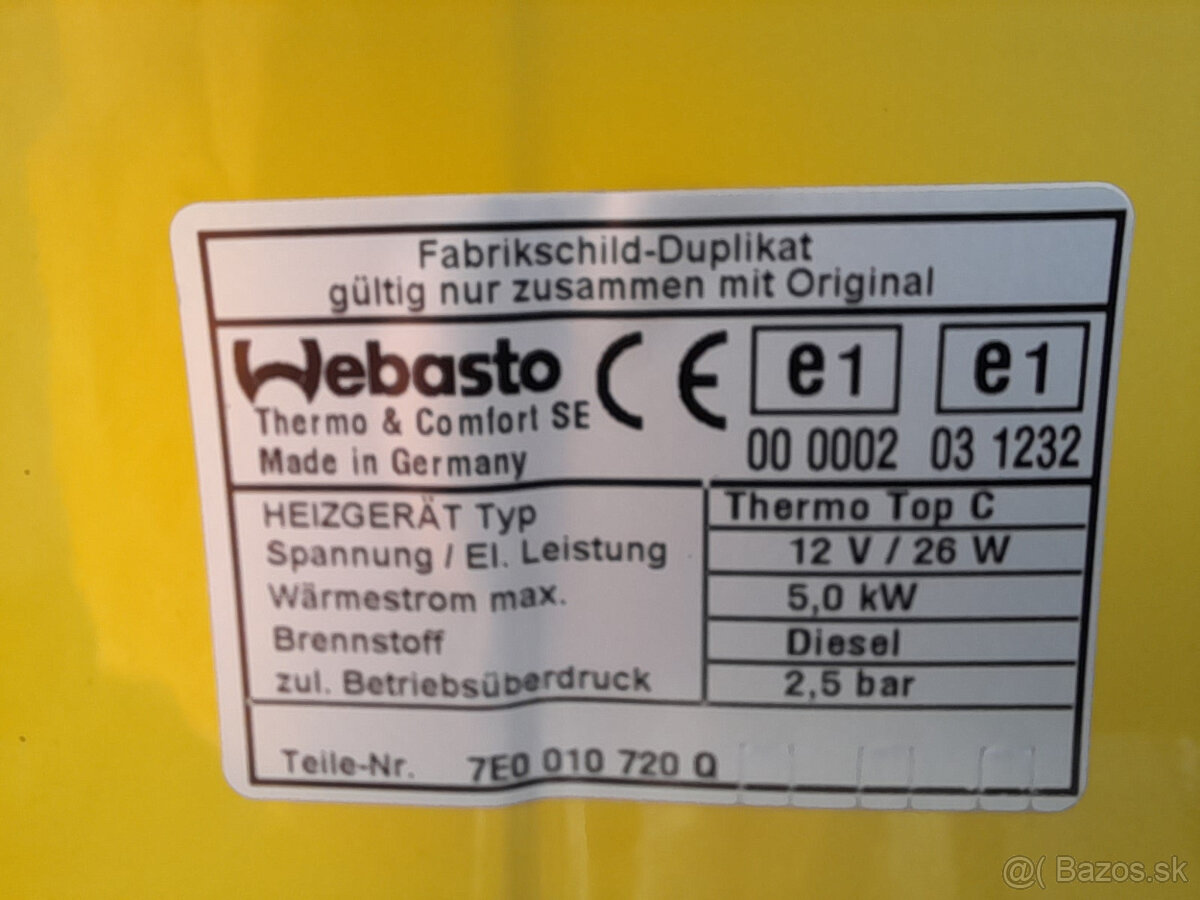 Fabrikschild-Duplikat
gültig nur zusammen mit Original
Webasto CE e1 e1
Thermo & Comfort SE 00 0002 03 1232
Made in Germany
HEIZGERÄT Typ Thermo Top C
Spannung / El. Leistung 12 V / 26 W
Wärmestrom max. 5,0 kW
Brennstoff Diesel
zul. Betriebsüberdruck 2,5 bar
Teile-Nr. 7E0 010 720 Q
@( Bazos.sk